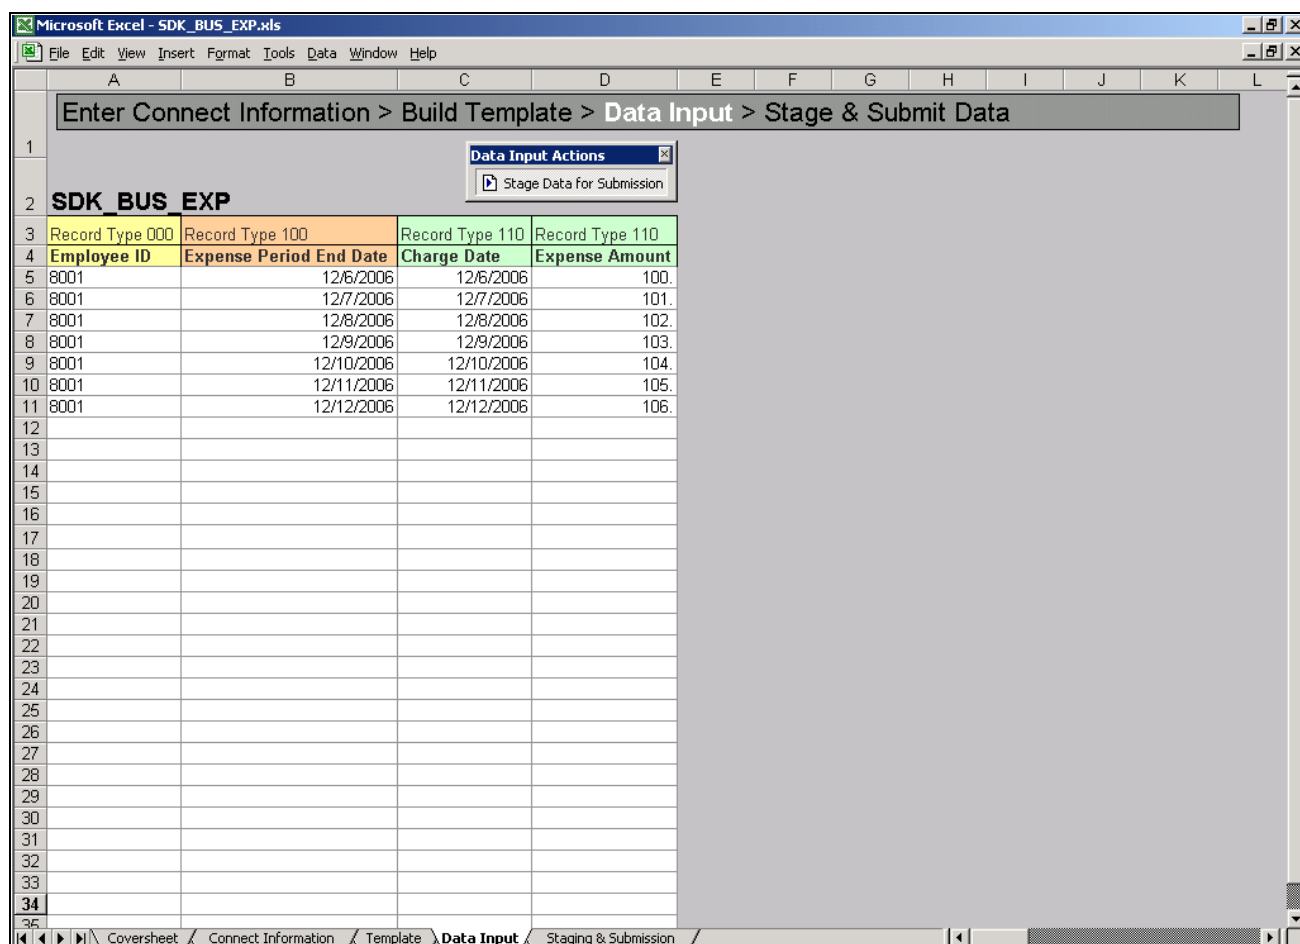 Microsoft Excel - SDK_BUS_EXP.xls
File Edit View Insert Format Tools Data Window Help
A B C D E F G H I J K L
Enter Connect Information > Build Template > Data Input > Stage & Submit Data
1
Data Input Actions
Stage Data for Submission
2 SDK_BUS_EXP
3 Record Type 000 Record Type 100 Record Type 110 Record Type 110
4 Employee ID Expense Period End Date Charge Date Expense Amount
5 8001 12/6/2006 12/6/2006 100.
6 8001 12/7/2006 12/7/2006 101.
7 8001 12/8/2006 12/8/2006 102.
8 8001 12/9/2006 12/9/2006 103.
9 8001 12/10/2006 12/10/2006 104.
10 8001 12/11/2006 12/11/2006 105.
11 8001 12/12/2006 12/12/2006 106.
12
13
14
15
16
17
18
19
20
21
22
23
24
25
26
27
28
29
30
31
32
33
34
35
Coversheet Connect Information Template Data Input Staging & Submission